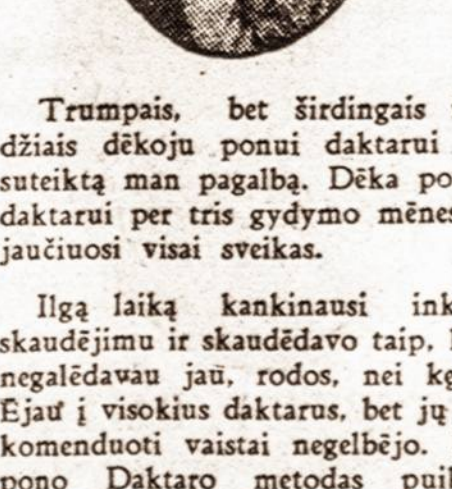 Trumpais, bet širdingais
džiais dėkoju ponui daktarui
suteiktą man pagalbą. Dėka po
daktarui per tris gydymo mėnes
jaučiuosi visai sveikas.
Ilgą laiką kankinausi ink
skaudėjimu ir skaudėdavo taip,
negalėdavau jau, rodos, nei kę
Ėjau į visokius daktarus, bet jų
komenduoti vaistai negelbėjo.
pono Daktaro metodas puik